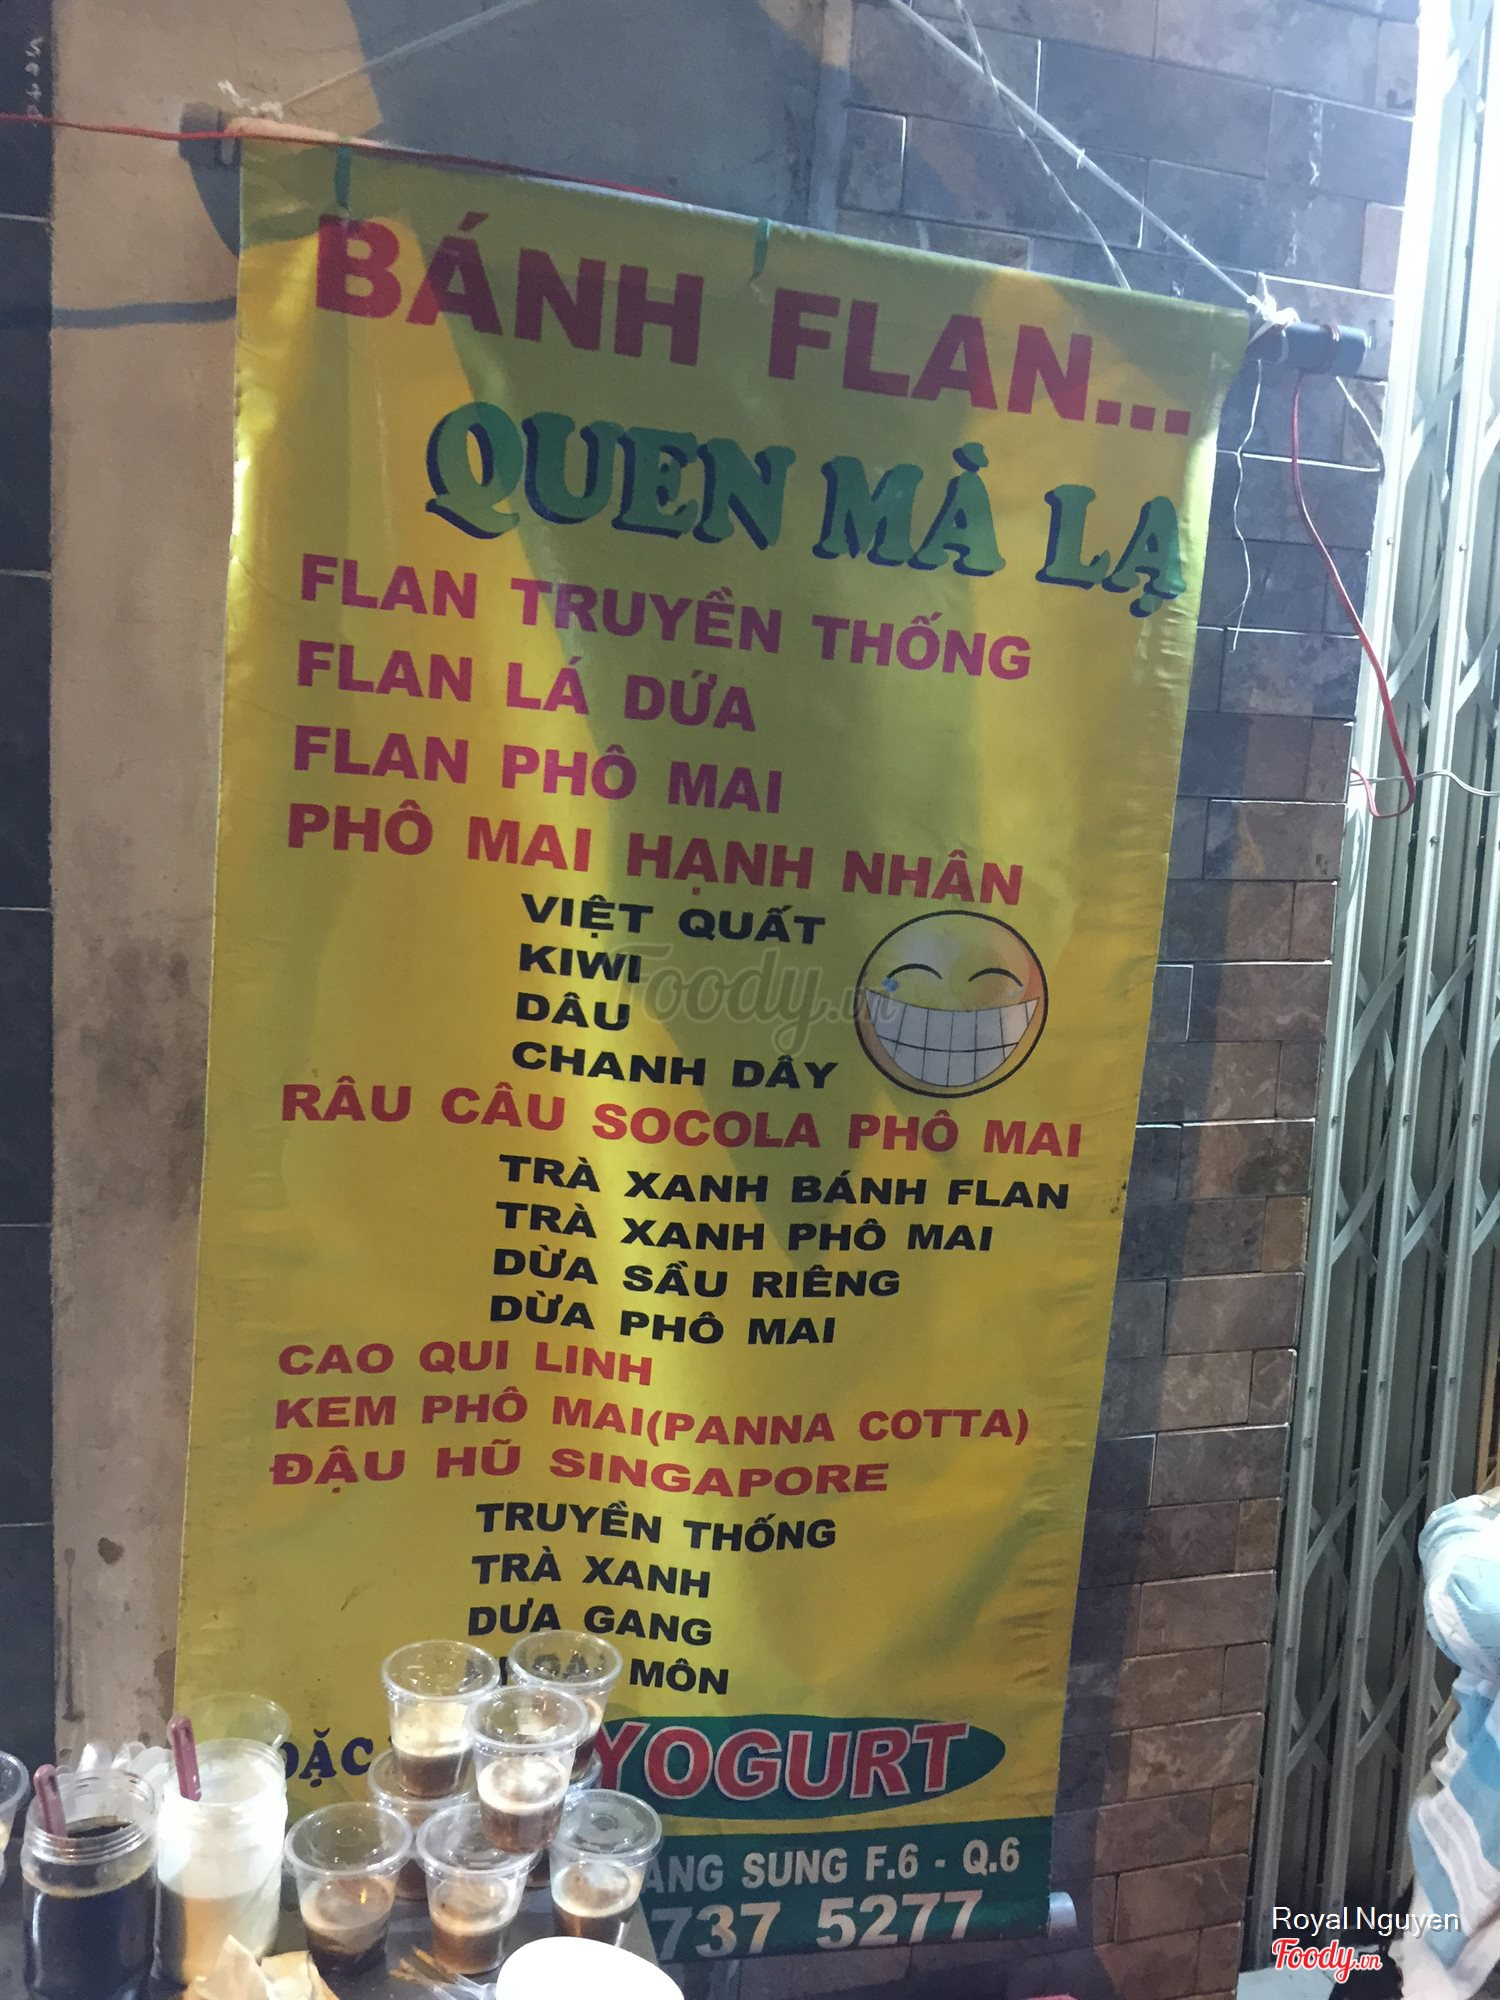 BÁNH FLAN...
QUEN MÀ LẠ
FLAN TRUYỀN THỐNG
FLAN LÁ DỨA
FLAN PHÔ MAI
PHÔ MAI HẠNH NHÂN
VIỆT QUẤT
KIWI
DÂU
CHANH DÂY
Foody.vn
RÂU CÂU SOCOLA PHÔ MAI
TRÀ XANH BÁNH FLAN
TRÀ XANH PHÔ MAI
DỪA SẦU RIÊNG
DỪA PHÔ MAI
CAO QUI LINH
KEM PHÔ MAI(PANNA COTTA)
ĐẬU HŨ SINGAPORE
TRUYỀN THỐNG
TRÀ XANH
DƯA GANG
MÔN
ĐẶC YOGURT
SUNG F.6 - Q.6
737 5277
Royal Nguyen
Foody.vn